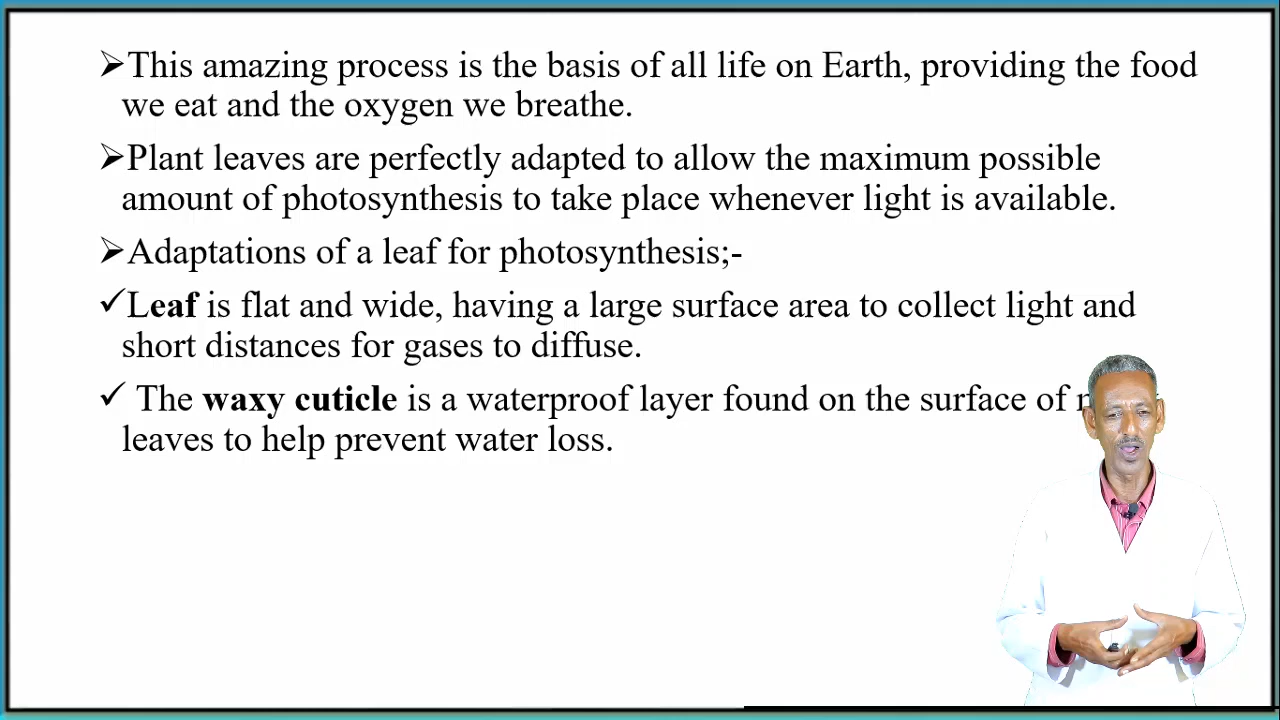 ➢This amazing process is the basis of all life on Earth, providing the food
we eat and the oxygen we breathe.
➢Plant leaves are perfectly adapted to allow the maximum possible
amount of photosynthesis to take place whenever light is available.
➢Adaptations of a leaf for photosynthesis;-
✓Leaf is flat and wide, having a large surface area to collect light and
short distances for gases to diffuse.
✓ The waxy cuticle is a waterproof layer found on the surface of
leaves to help prevent water loss.